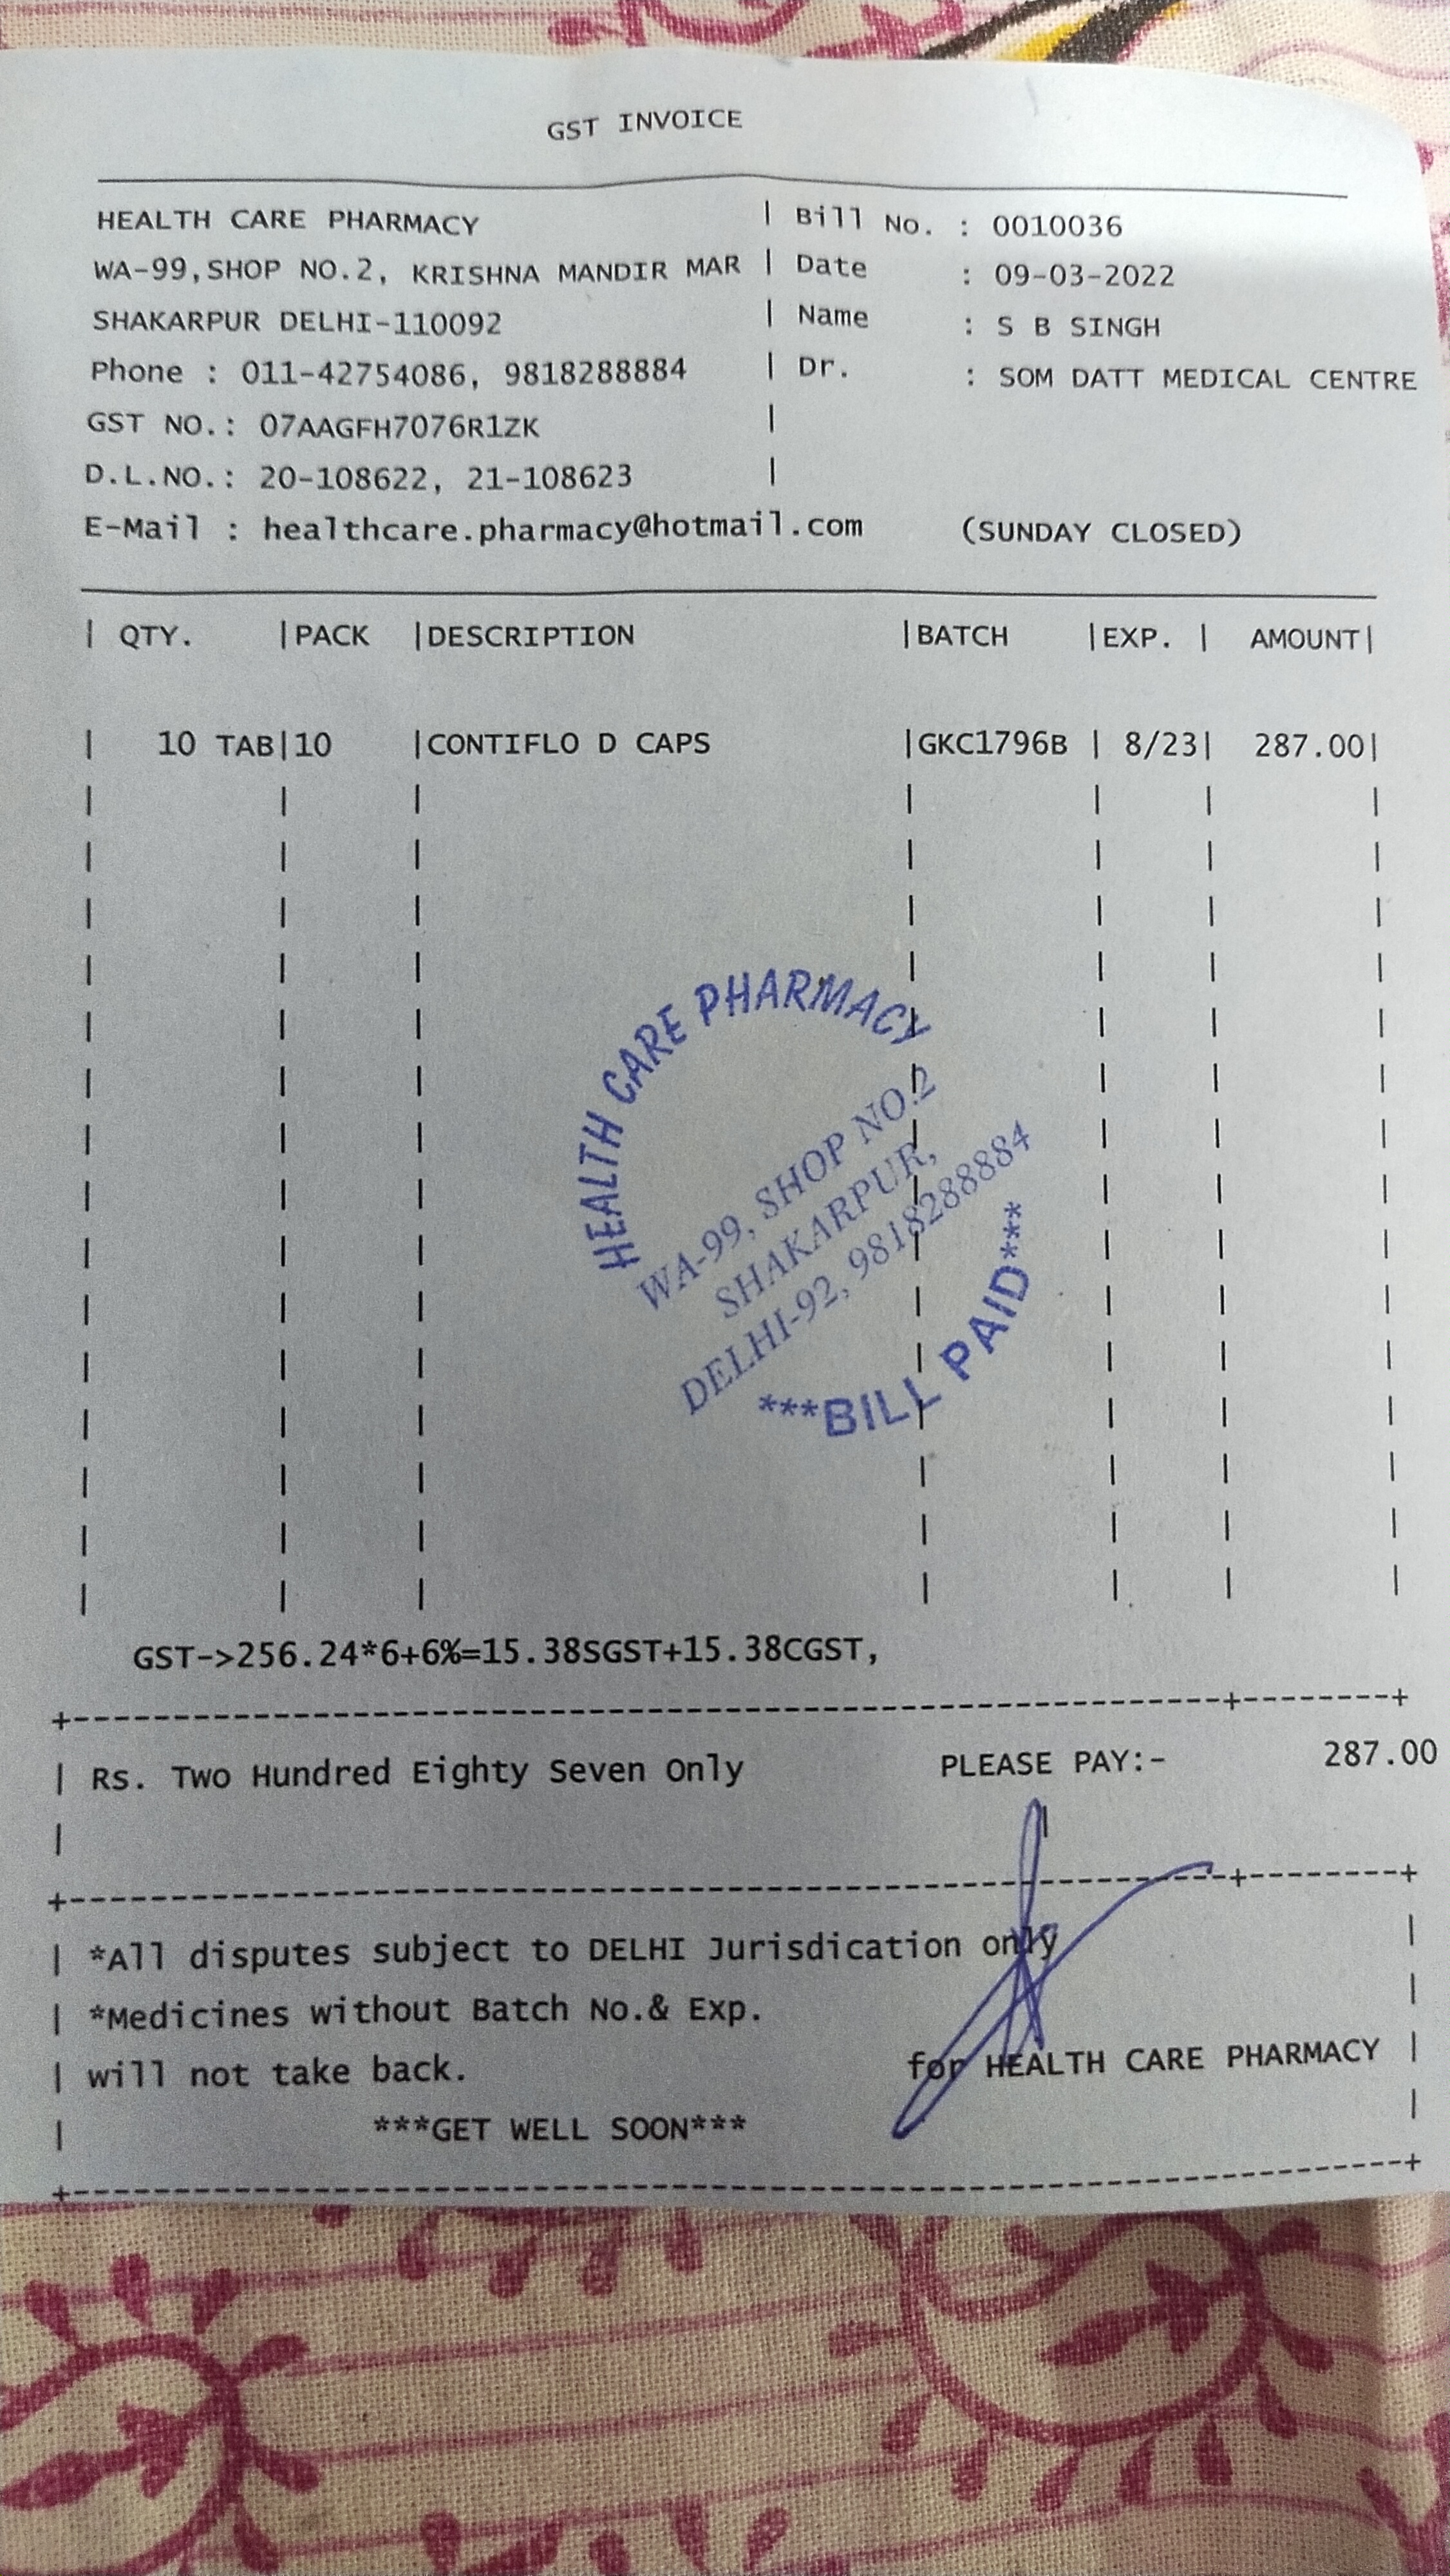 GST INVOICE
HEALTH CARE PHARMACY | Bill No. : 0010036
WA-99,SHOP NO.2, KRISHNA MANDIR MAR | Date : 09-03-2022
SHAKARPUR DELHI-110092 | Name : S B SINGH
Phone : 011-42754086, 9818288884 | Dr. : SOM DATT MEDICAL CENTRE
GST NO.: 07AAGFH7076R1ZK |
D.L.NO.: 20-108622, 21-108623 |
E-Mail : healthcare.pharmacy@hotmail.com (SUNDAY CLOSED)
| QTY. |PACK |DESCRIPTION |BATCH |EXP. | AMOUNT|
| 10 TAB|10 |CONTIFLO D CAPS |GKC1796B | 8/23| 287.00|
HEALTH CARE PHARMACY
WA-99, SHOP NO.2
SHAKARPUR,
DELHI-92, 9818288884
***BILL PAID***
GST->256.24*6+6%=15.38SGST+15.38CGST,
| Rs. Two Hundred Eighty Seven Only PLEASE PAY:- 287.00
| *All disputes subject to DELHI Jurisdication only |
| *Medicines without Batch No.& Exp. |
| will not take back. for HEALTH CARE PHARMACY |
| ***GET WELL SOON*** |